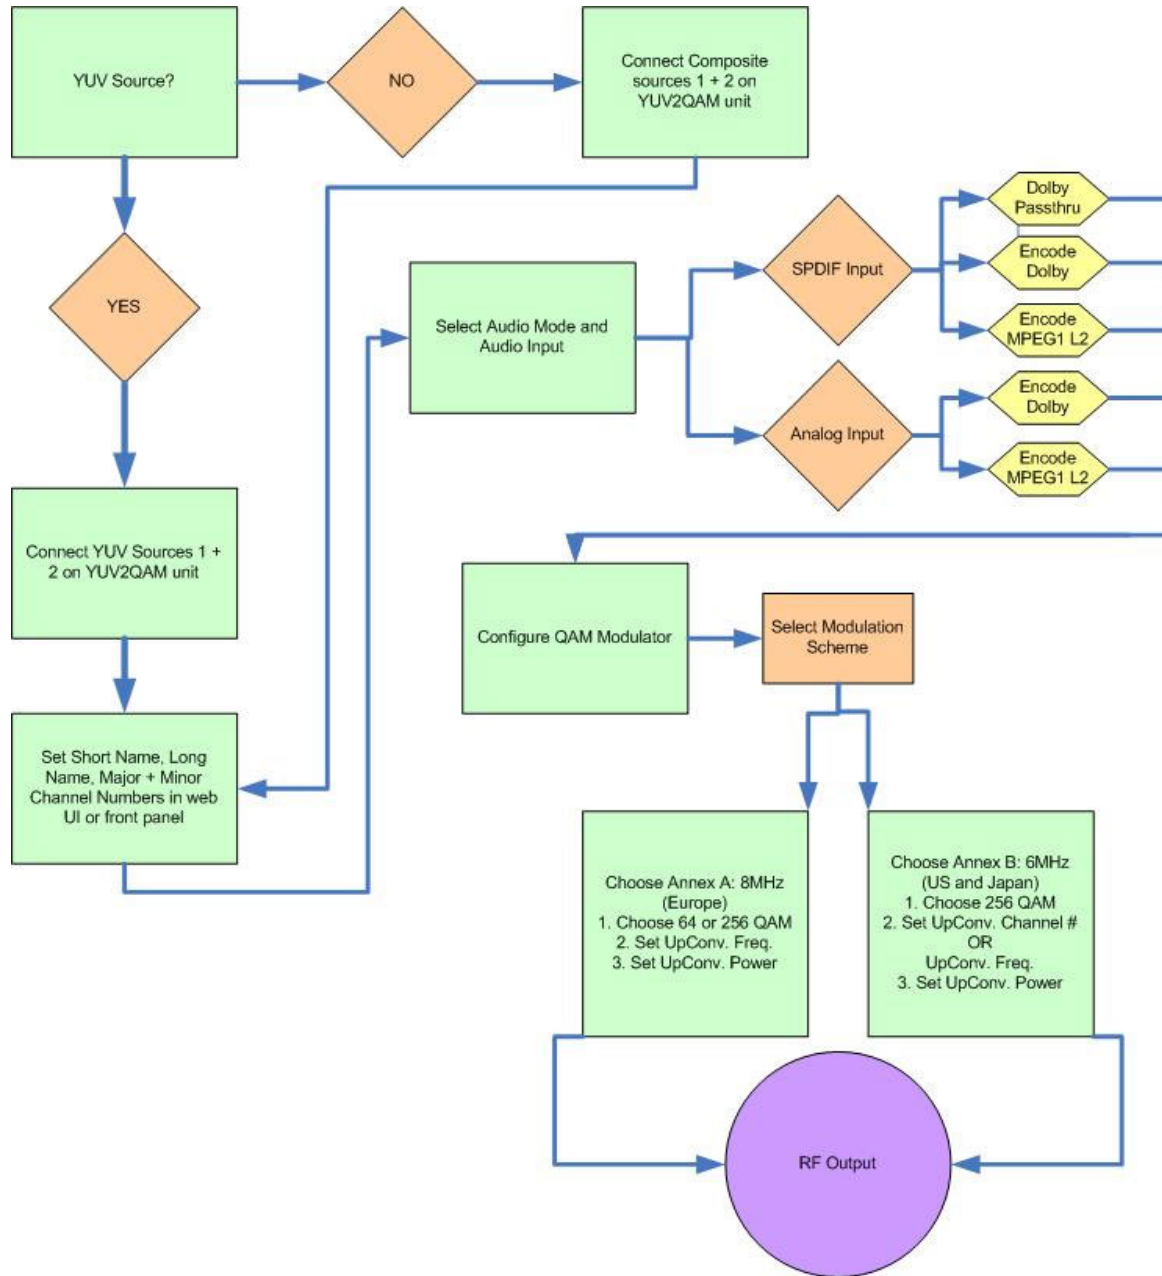 YUV Source?
NO
Connect Composite
sources 1 + 2 on
YUV2QAM unit
YES
Connect YUV Sources 1 +
2 on YUV2QAM unit
Set Short Name, Long
Name, Major + Minor
Channel Numbers in web
UI or front panel
Select Audio Mode and
Audio Input
SPDIF Input
Dolby
Passthru
Encode
Dolby
Encode
MPEG1 L2
Analog Input
Encode
Dolby
Encode
MPEG1 L2
Configure QAM Modulator
Select Modulation
Scheme
Choose Annex A: 8MHz
(Europe)
1. Choose 64 or 256 QAM
2. Set UpConv. Freq.
3. Set UpConv. Power
Choose Annex B: 6MHz
(US and Japan)
1. Choose 256 QAM
2. Set UpConv. Channel #
OR
UpConv. Freq.
3. Set UpConv. Power
RF Output